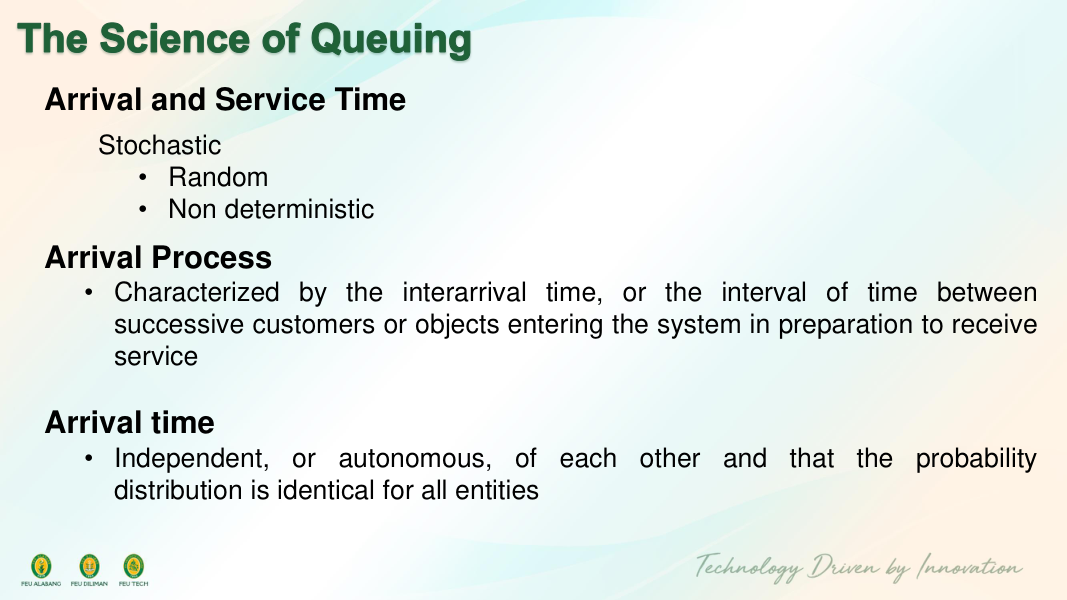 The Science of Queuing
Arrival and Service Time
Stochastic
• Random
• Non deterministic
Arrival Process
• Characterized by the interarrival time, or the interval of time between
successive customers or objects entering the system in preparation to receive
service
Arrival time
• Independent, or autonomous, of each other and that the probability
distribution is identical for all entities
FEU ALABANG FEU DILIMAN FEU TECH
Technology Driven by Innovation